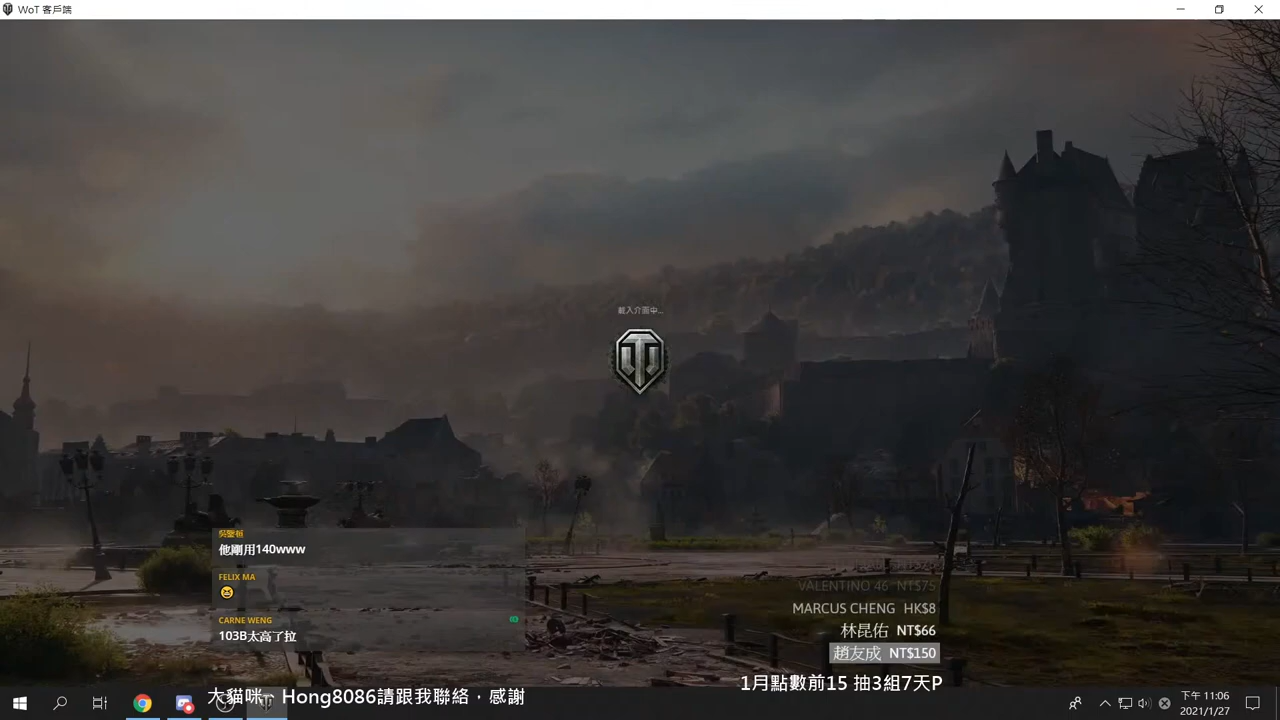 WoT 客戶端
載入介面中...
吳鑒恒
他剛用140www
FELIX MA
CARNE WENG
103B太高了拉
VALENTINO 46 NT$75
MARCUS CHENG HK$8
林昆佑 NT$66
趙友成 NT$150
1月點數前15 抽3組7天P
大貓咪、Hong8086請跟我聯絡，感謝
下午 11:06
2021/1/27